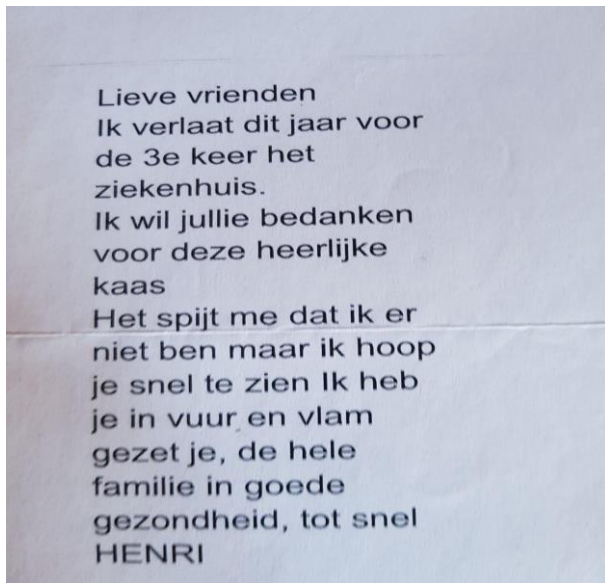 Lieve vrienden
Ik verlaat dit jaar voor
de 3e keer het
ziekenhuis.
Ik wil jullie bedanken
voor deze heerlijke
kaas
Het spijt me dat ik er
niet ben maar ik hoop
je snel te zien Ik heb
je in vuur en vlam
gezet je, de hele
familie in goede
gezondheid, tot snel
HENRI